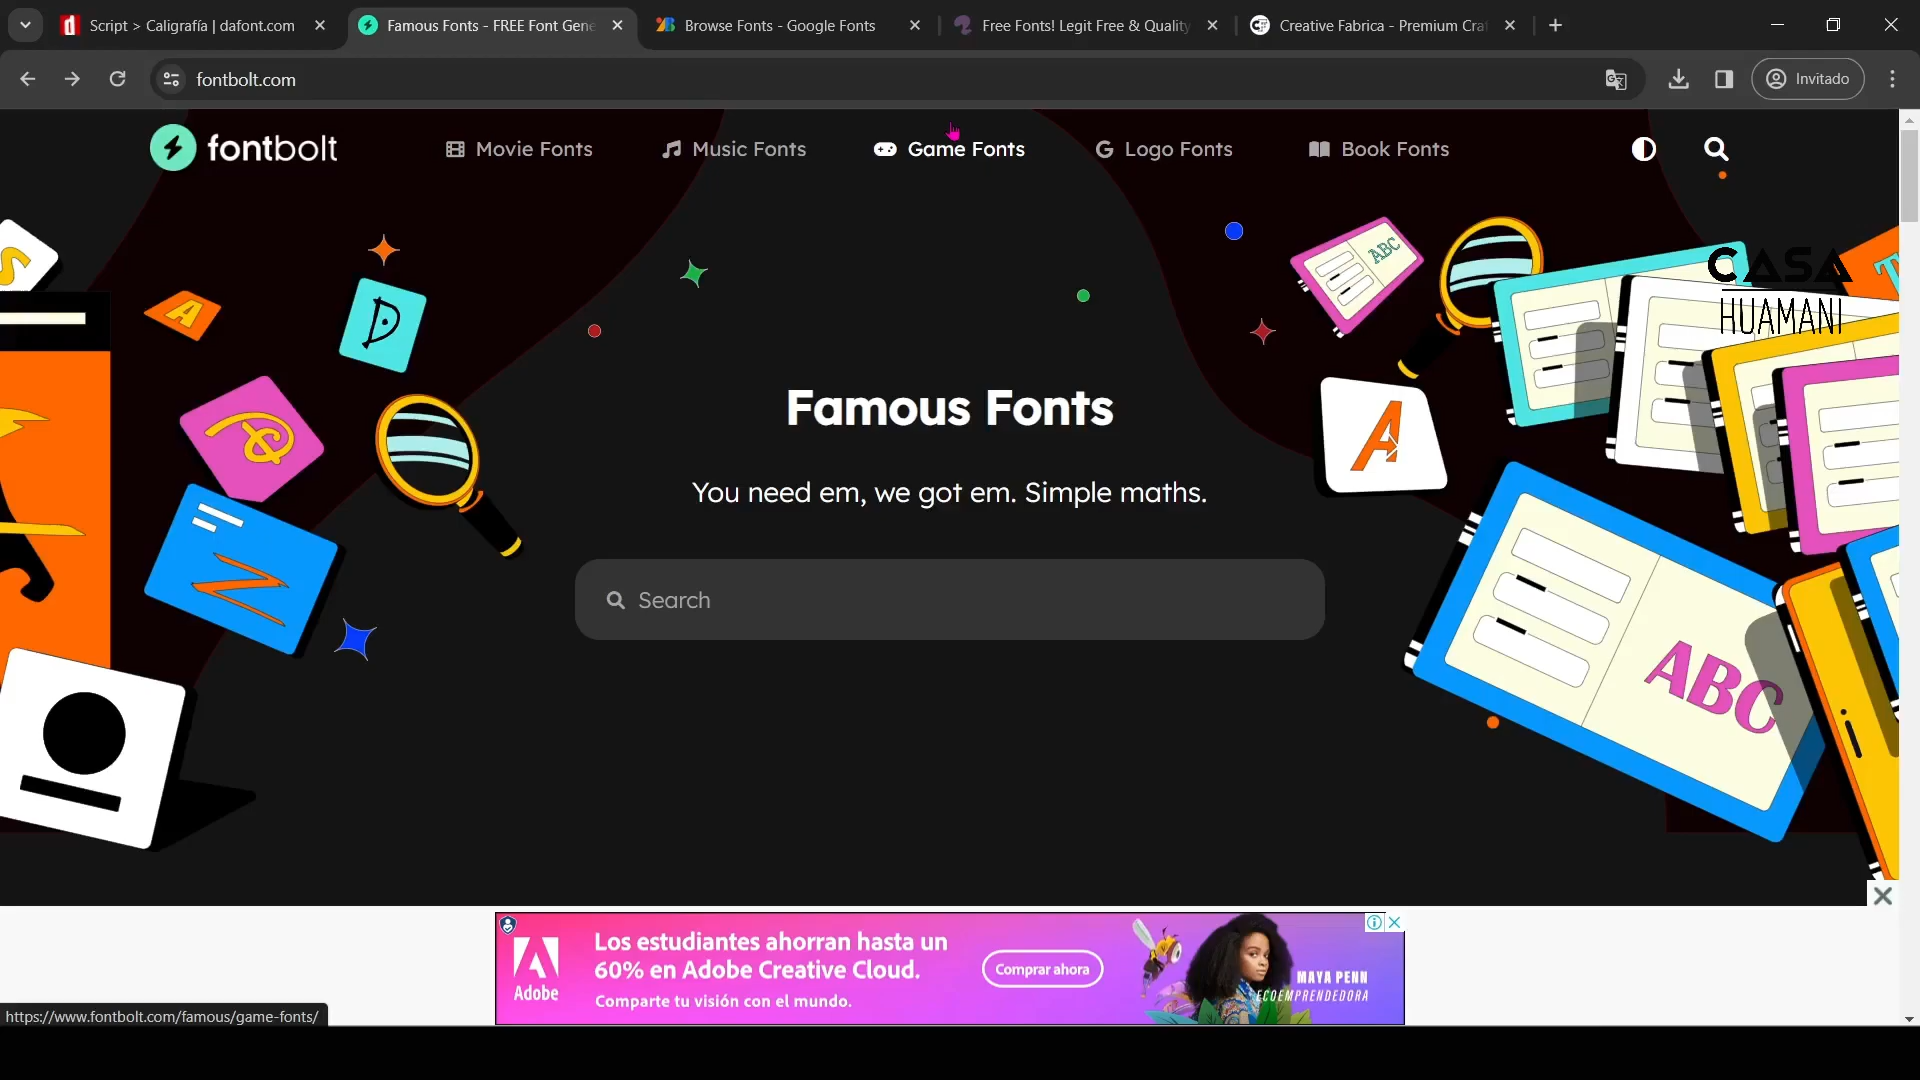 Script > Caligrafía | dafont.com
Famous Fonts - FREE Font Gene
Browse Fonts - Google Fonts
Free Fonts! Legit Free & Quality
Creative Fabrica - Premium Cra
fontbolt.com
Invitado
fontbolt
Movie Fonts
Music Fonts
Game Fonts
Logo Fonts
Book Fonts
CASA
HUAMANI
ABC
Famous Fonts
You need em, we got em. Simple maths.
Search
ABC
Adobe
Los estudiantes ahorran hasta un
60% en Adobe Creative Cloud.
Comparte tu visión con el mundo.
Comprar ahora
MAYA PENN
ECOEMPRENDEDORA
https://www.fontbolt.com/famous/game-fonts/